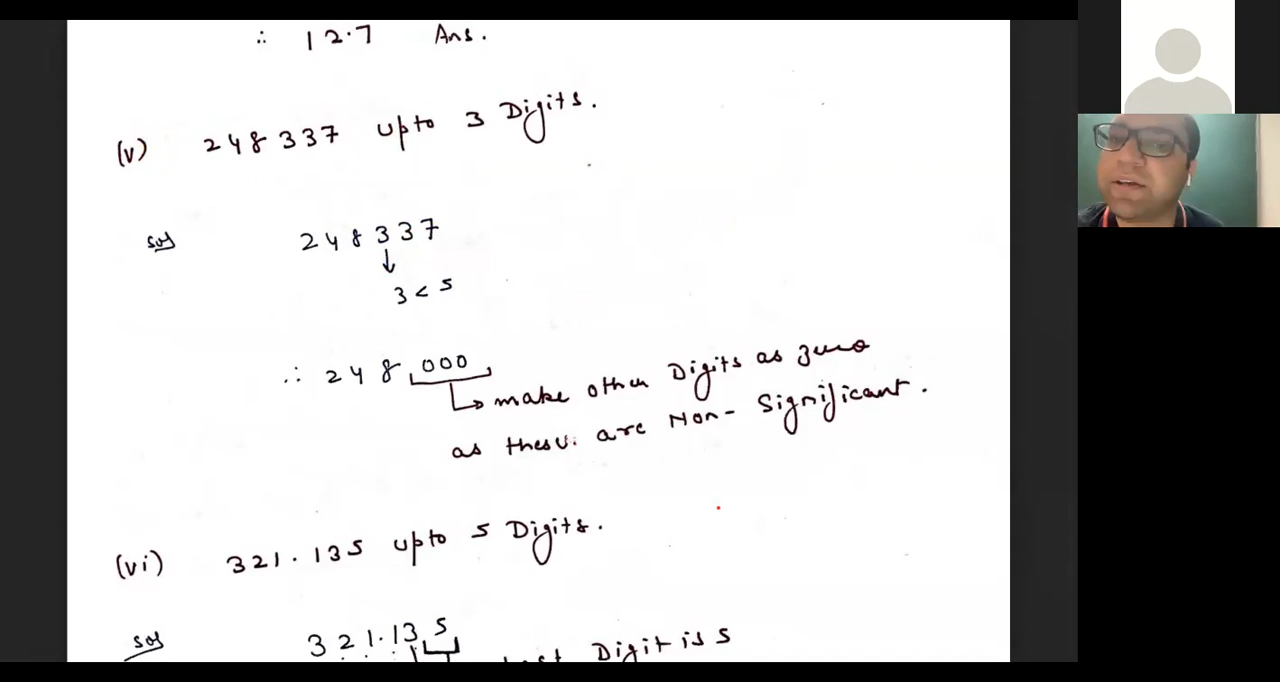 ∴ 12.7 Ans.
(v) 248337 upto 3 Digits.
Sol 248337
↓
3 < 5
∴ 248 000
↳ make other Digits as zero
as these are Non-Significant.
(vi) 321.135 upto 5 Digits.
Sol 321.135
Digit is 5